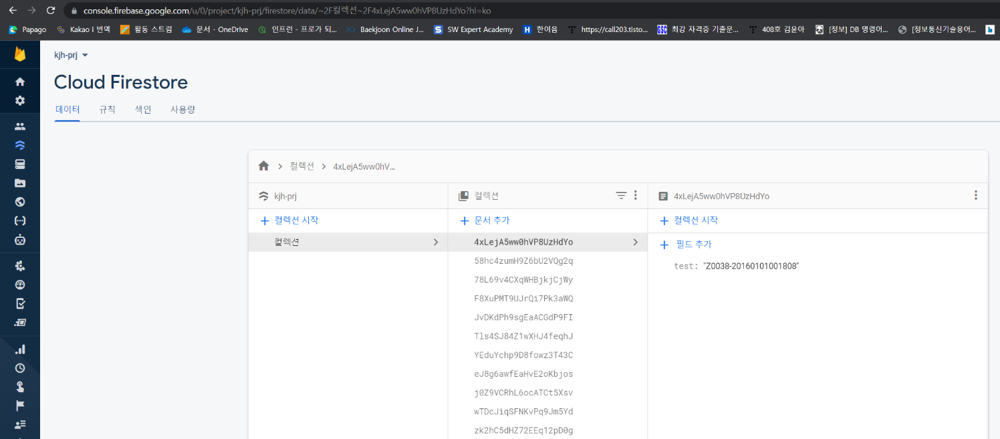 console.firebase.google.com/u/0/project/kjh-prj/firestore/data/~2F컬렉션~2F4xLejA5ww0hVP8UzHdYo?hl=ko
Papago Kakao i 번역 활동 스트림 문서 - OneDrive 인프런 - 프로가 되... Baekjoon Online J... SW Expert Academy H 한이음 https://call203.tisto... 최강 자격증 기출문... 408호 김윤아 [정보] DB 명령어... [정보통신기술용어...
kjh-prj
Cloud Firestore
데이터 규칙 색인 사용량
컬렉션 > 4xLejA5ww0hV...
kjh-prj 컬렉션 4xLejA5ww0hVP8UzHdYo
+ 컬렉션 시작 + 문서 추가 + 컬렉션 시작
컬렉션 > 4xLejA5ww0hVP8UzHdYo >
+ 필드 추가
58hc4zumH9Z6bU2VQg2q
test: "Z0038-20160101001808"
78L69v4CXqWHBjkjCjWy
F8XuPMT9UJrQi7Pk3aWQ
JvDKdPh9sgEaACGdP9FI
Tls4SJ84Z1wXHJ4feqhJ
YEduYchp9D8fowz3T43C
eJ8g6awfEaHvE2oKbjos
j0Z9VCRhL6ocATCt5Xsv
wTDcJiqSFNKvPq9Jm5Yd
zk2hC5dHZ72EEq12pD0g